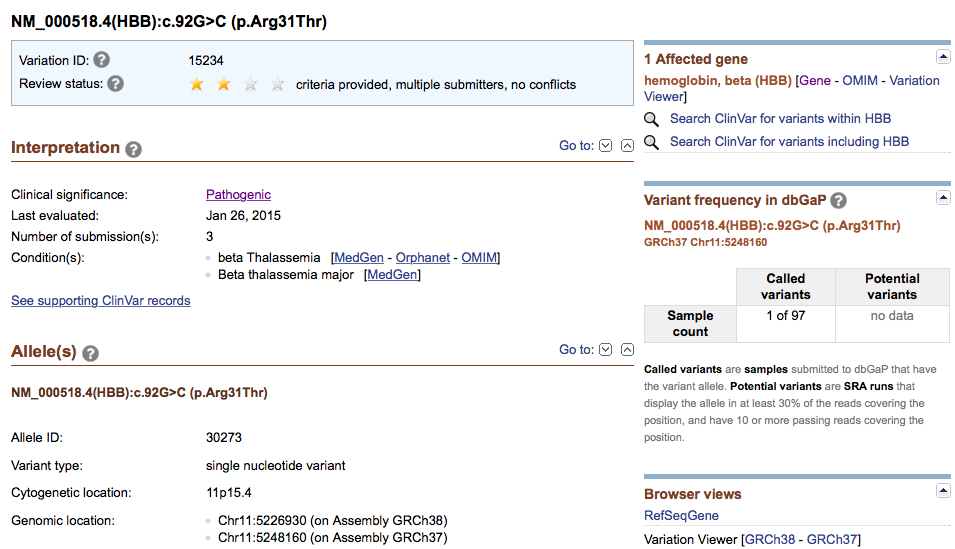 NM_000518.4(HBB):c.92G>C (p.Arg31Thr)
Variation ID: ? 15234
Review status: ? criteria provided, multiple submitters, no conflicts
Interpretation ? Go to:
Clinical significance: Pathogenic
Last evaluated: Jan 26, 2015
Number of submission(s): 3
Condition(s): beta Thalassemia [MedGen - Orphanet - OMIM]
Beta thalassemia major [MedGen]
See supporting ClinVar records
Allele(s) ? Go to:
NM_000518.4(HBB):c.92G>C (p.Arg31Thr)
Allele ID: 30273
Variant type: single nucleotide variant
Cytogenetic location: 11p15.4
Genomic location: Chr11:5226930 (on Assembly GRCh38)
Chr11:5248160 (on Assembly GRCh37)
1 Affected gene
hemoglobin, beta (HBB) [Gene - OMIM - Variation
Viewer]
Search ClinVar for variants within HBB
Search ClinVar for variants including HBB
Variant frequency in dbGaP ?
NM_000518.4(HBB):c.92G>C (p.Arg31Thr)
GRCh37 Chr11:5248160
Called Potential
variants variants
Sample 1 of 97 no data
count
Called variants are samples submitted to dbGaP that have
the variant allele. Potential variants are SRA runs that
display the allele in at least 30% of the reads covering the
position, and have 10 or more passing reads covering the
position.
Browser views
RefSeqGene
Variation Viewer [GRCh38 - GRCh37]